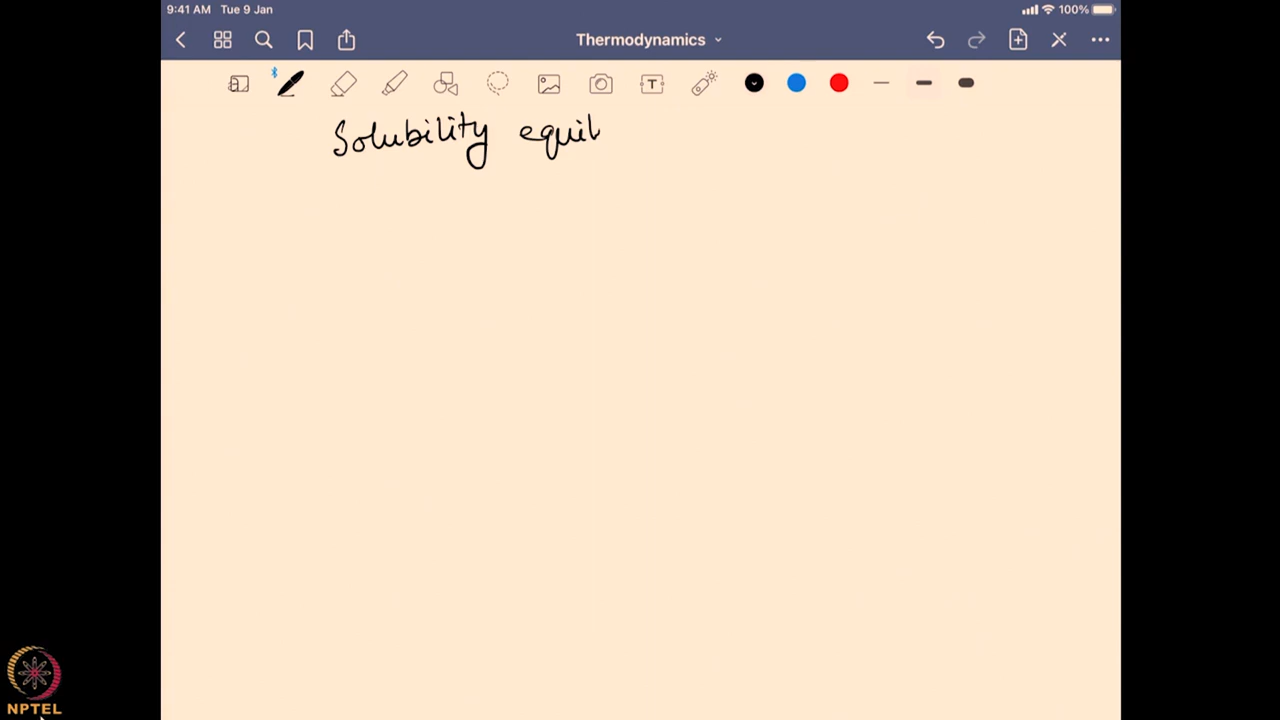 9:41 AM Tue 9 Jan
100%
Thermodynamics
T
Solubility equil
NPTEL